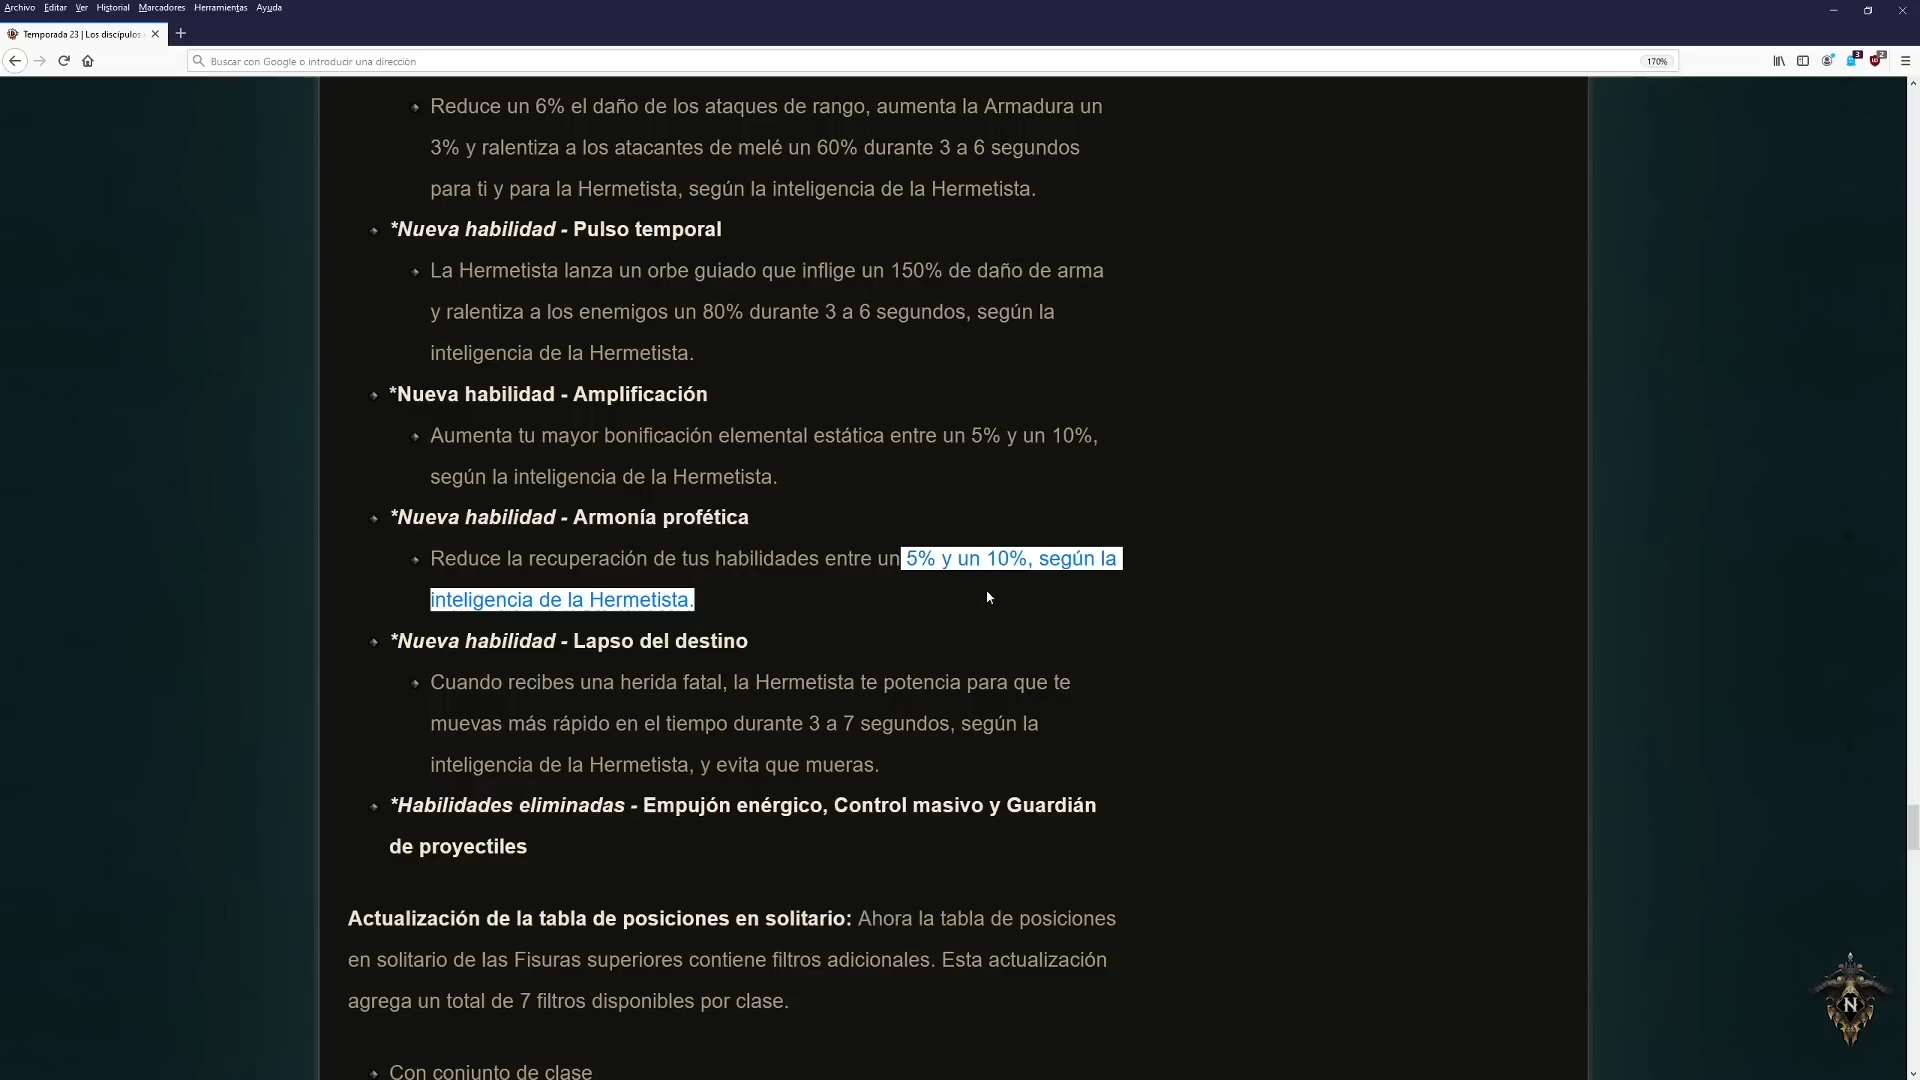 Archivo Editar Ver Historial Marcadores Herramientas Ayuda
Temporada 23 | Los discípulos
Buscar con Google o introducir una dirección
170%
3
2
Reduce un 6% el daño de los ataques de rango, aumenta la Armadura un
3% y ralentiza a los atacantes de melé un 60% durante 3 a 6 segundos
para ti y para la Hermetista, según la inteligencia de la Hermetista.
*Nueva habilidad - Pulso temporal
La Hermetista lanza un orbe guiado que inflige un 150% de daño de arma
y ralentiza a los enemigos un 80% durante 3 a 6 segundos, según la
inteligencia de la Hermetista.
*Nueva habilidad - Amplificación
Aumenta tu mayor bonificación elemental estática entre un 5% y un 10%,
según la inteligencia de la Hermetista.
*Nueva habilidad - Armonía profética
Reduce la recuperación de tus habilidades entre un 5% y un 10%, según la
inteligencia de la Hermetista.
*Nueva habilidad - Lapso del destino
Cuando recibes una herida fatal, la Hermetista te potencia para que te
muevas más rápido en el tiempo durante 3 a 7 segundos, según la
inteligencia de la Hermetista, y evita que mueras.
*Habilidades eliminadas - Empujón enérgico, Control masivo y Guardián
de proyectiles
Actualización de la tabla de posiciones en solitario: Ahora la tabla de posiciones
en solitario de las Fisuras superiores contiene filtros adicionales. Esta actualización
agrega un total de 7 filtros disponibles por clase.
Con conjunto de clase
N